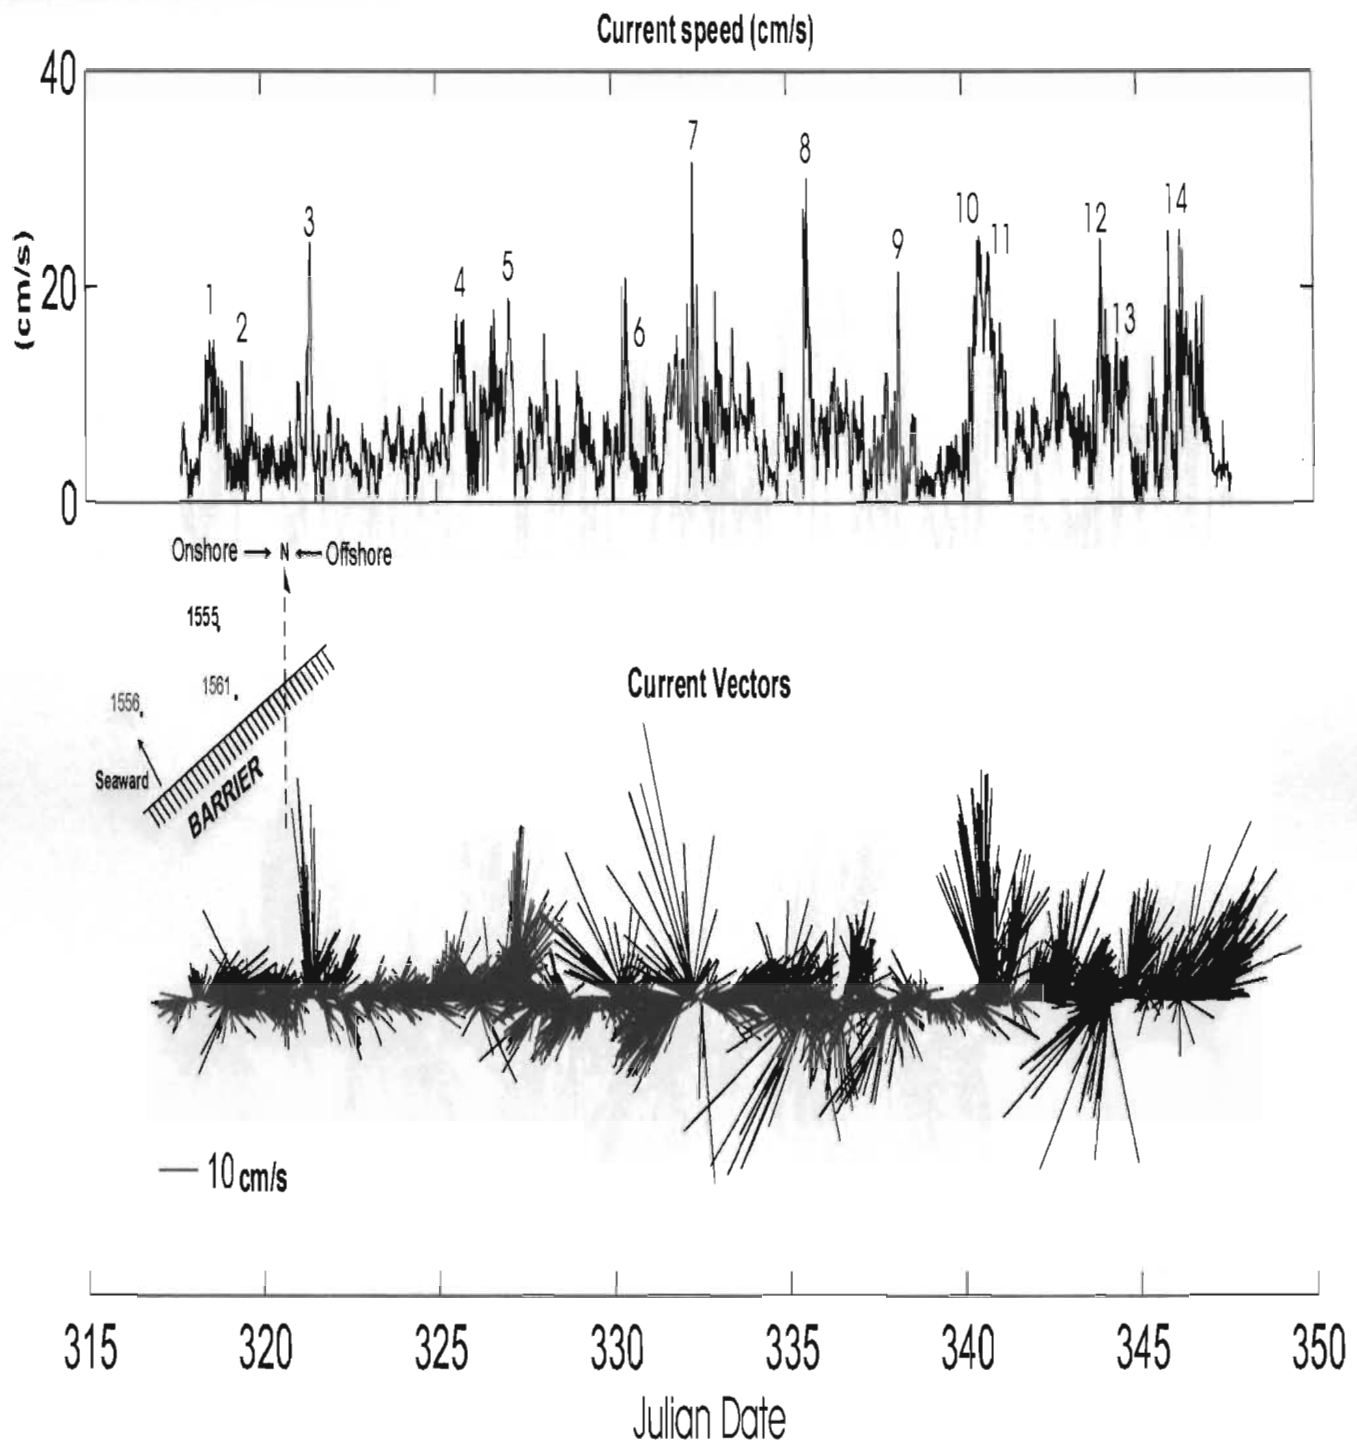 Current speed (cm/s)
40
7
8
14
10
12
3
11
9
5
(cm/s)
4
20
1
13
2
6
0
Onshore → N ← Offshore
1555
1561
Current Vectors
1556
Seaward
BARRIER
10 cm/s
315 320 325 330 335 340 345 350
Julian Date